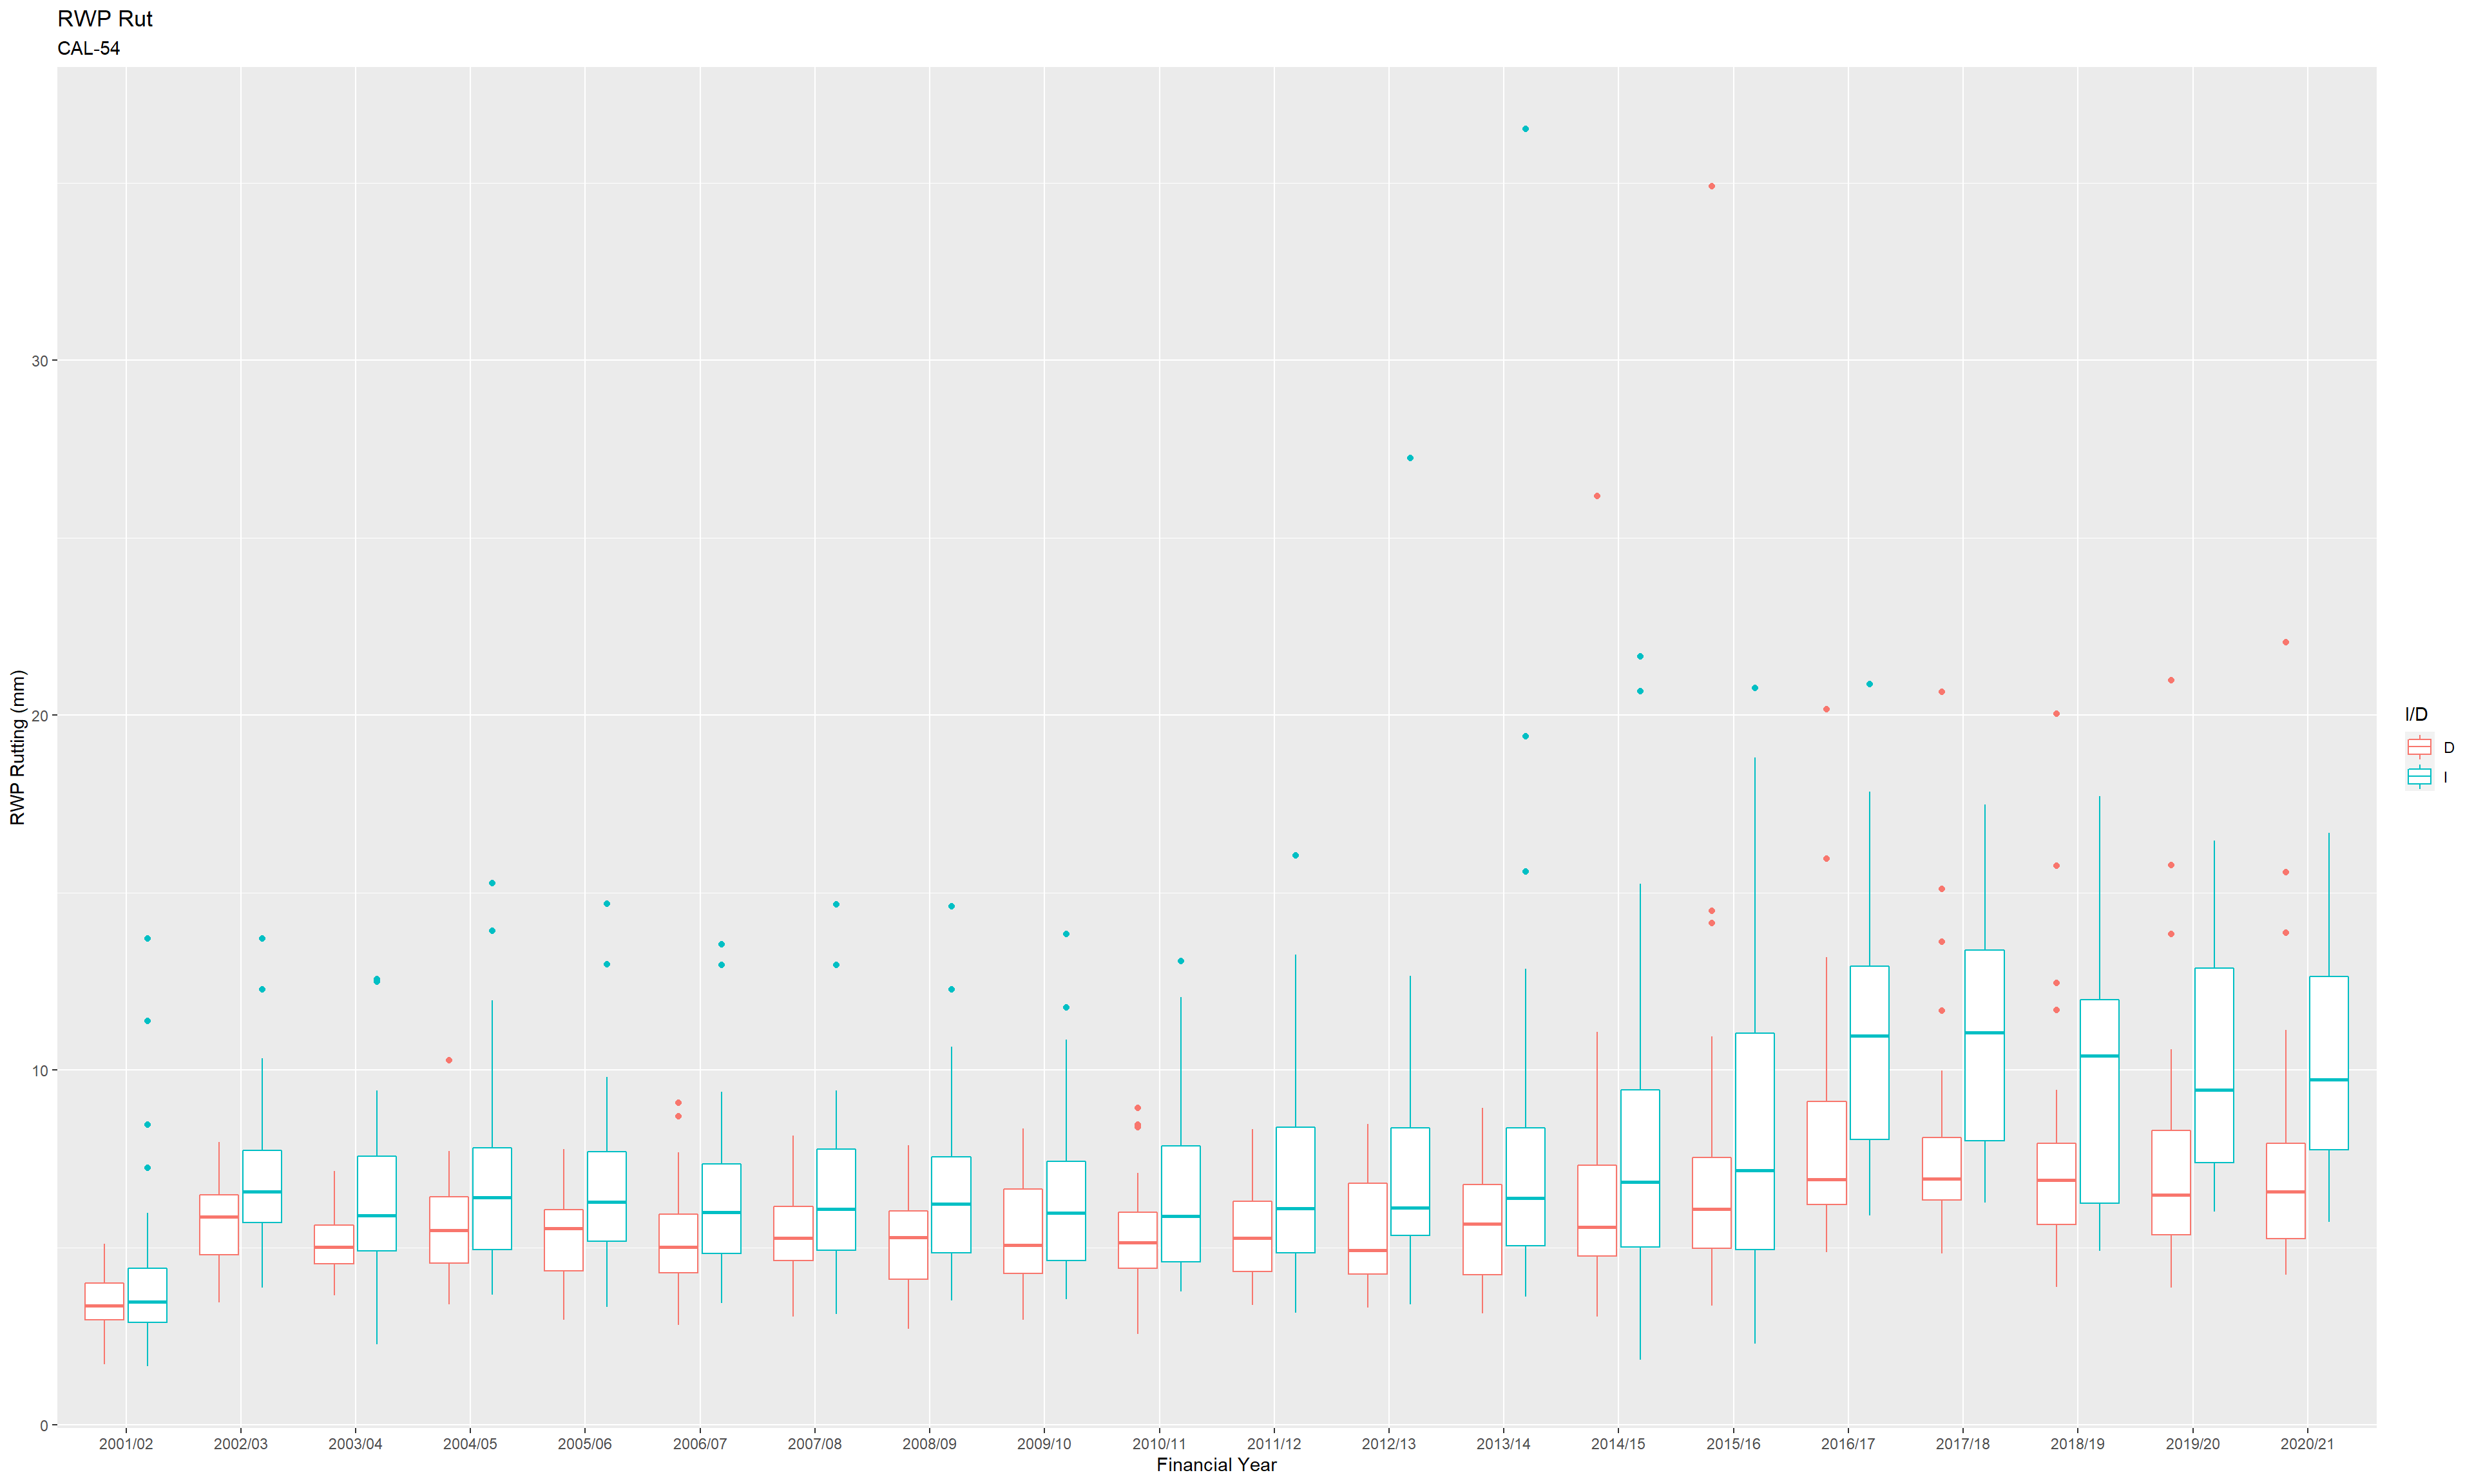 RWP Rut
CAL-54
RWP Rutting (mm)
30
20
10
0
2001/02 2002/03 2003/04 2004/05 2005/06 2006/07 2007/08 2008/09 2009/10 2010/11 2011/12 2012/13 2013/14 2014/15 2015/16 2016/17 2017/18 2018/19 2019/20 2020/21
Financial Year
I/D
D
I